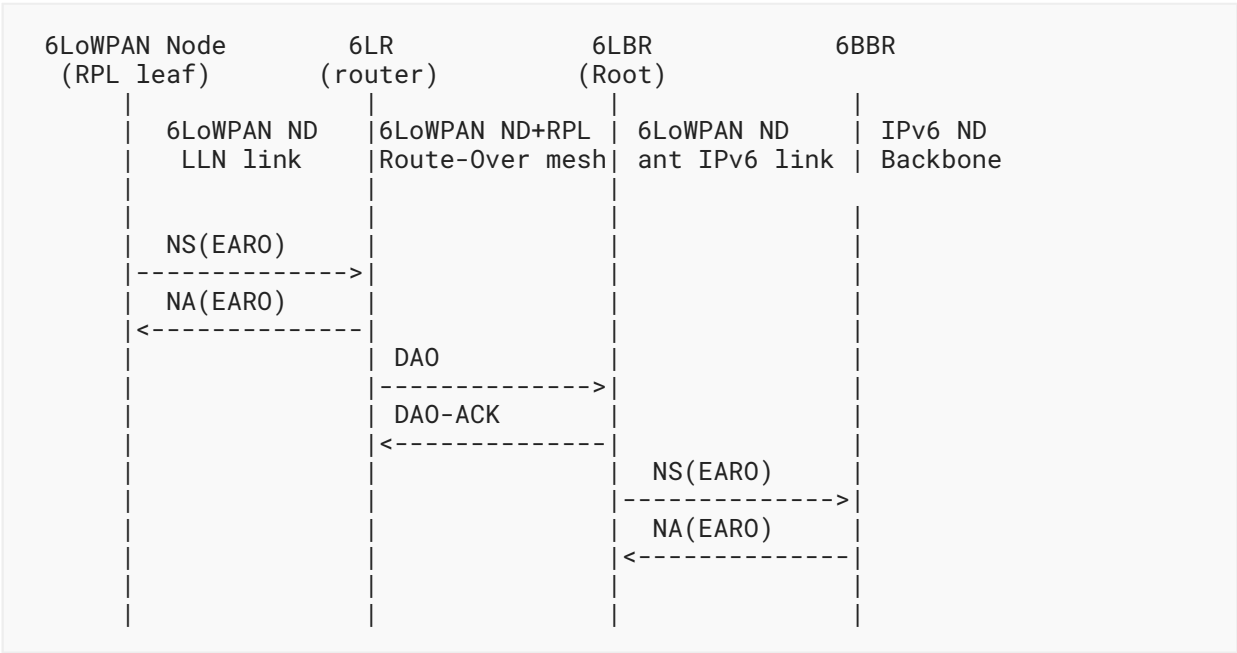 6LoWPAN Node 6LR 6LBR 6BBR
(RPL leaf) (router) (Root)
6LoWPAN ND 6LoWPAN ND+RPL 6LoWPAN ND IPv6 ND
LLN link Route-Over mesh ant IPv6 link Backbone
NS(EARO)
NA(EARO)
DAO
DAO-ACK
NS(EARO)
NA(EARO)